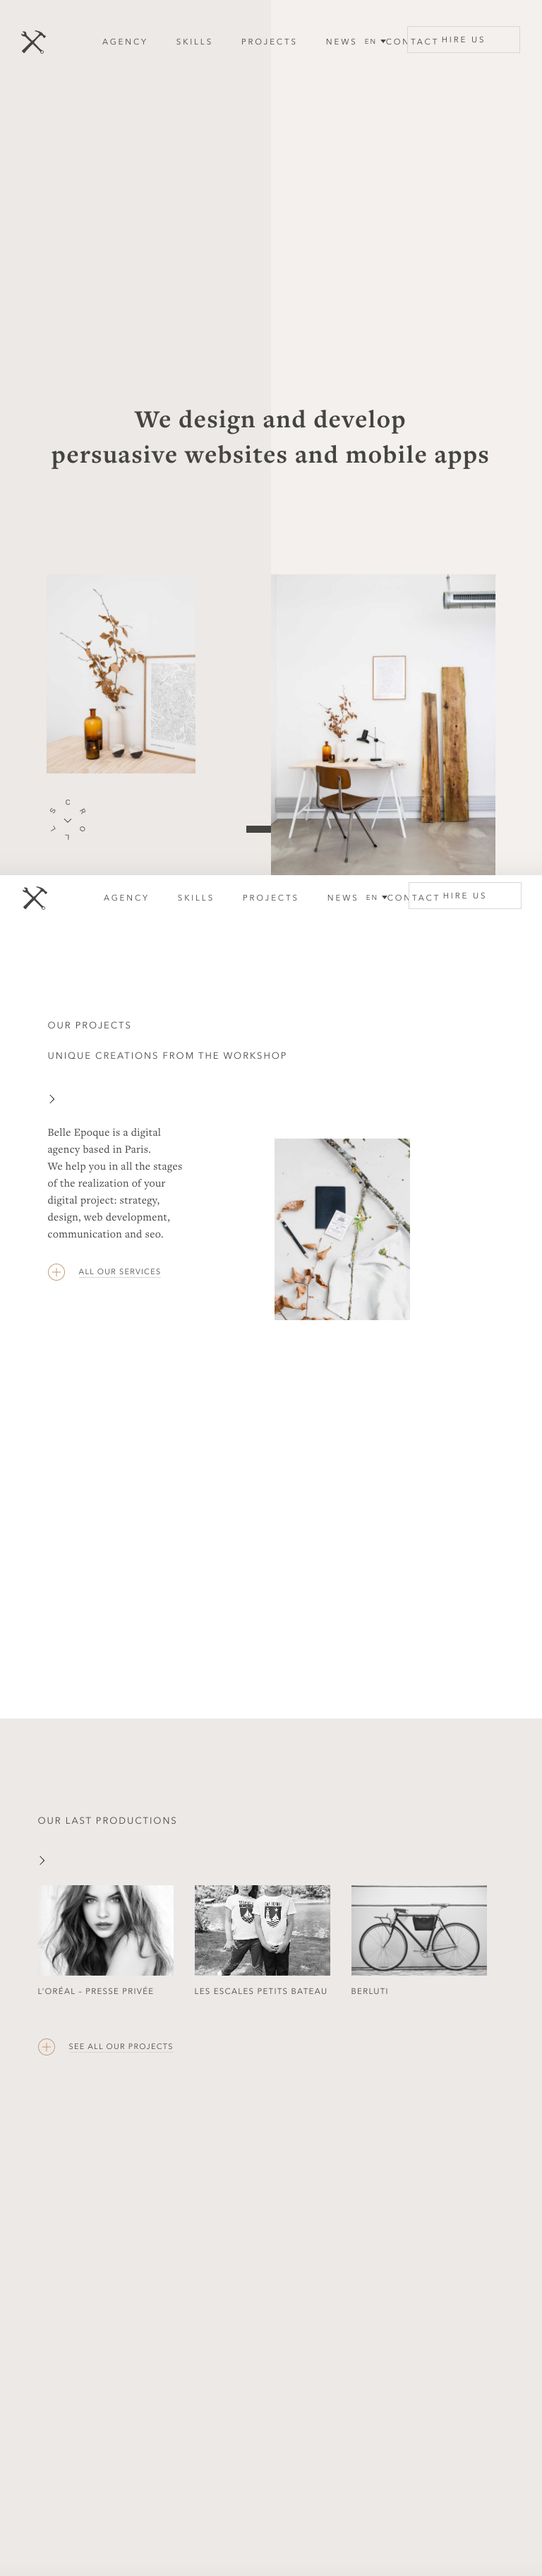 AGENCY SKILLS PROJECTS NEWS EN CONTACT HIRE US
We design and develop
persuasive websites and mobile apps
SCROLL
AGENCY SKILLS PROJECTS NEWS EN CONTACT HIRE US
OUR PROJECTS
UNIQUE CREATIONS FROM THE WORKSHOP
Belle Epoque is a digital
agency based in Paris.
We help you in all the stages
of the realization of your
digital project: strategy,
design, web development,
communication and seo.
ALL OUR SERVICES
OUR LAST PRODUCTIONS
L'ORÉAL – PRESSE PRIVÉE
LES ESCALES PETITS BATEAU
BERLUTI
SEE ALL OUR PROJECTS